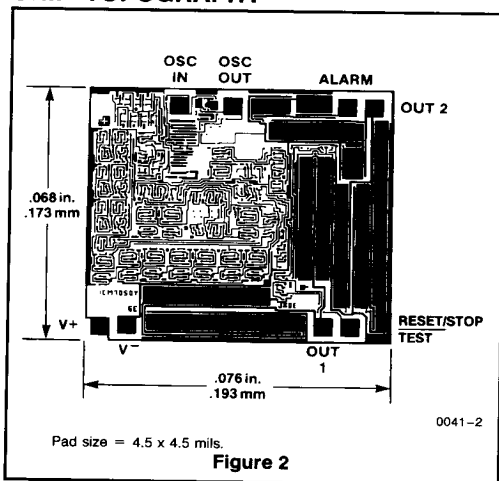 OSC OSC
IN OUT ALARM
OUT 2
.068 in.
.173 mm
V+
V−
OUT
1
RESET/STOP
TEST
.076 in.
.193 mm
0041-2
Pad size = 4.5 x 4.5 mils.
Figure 2